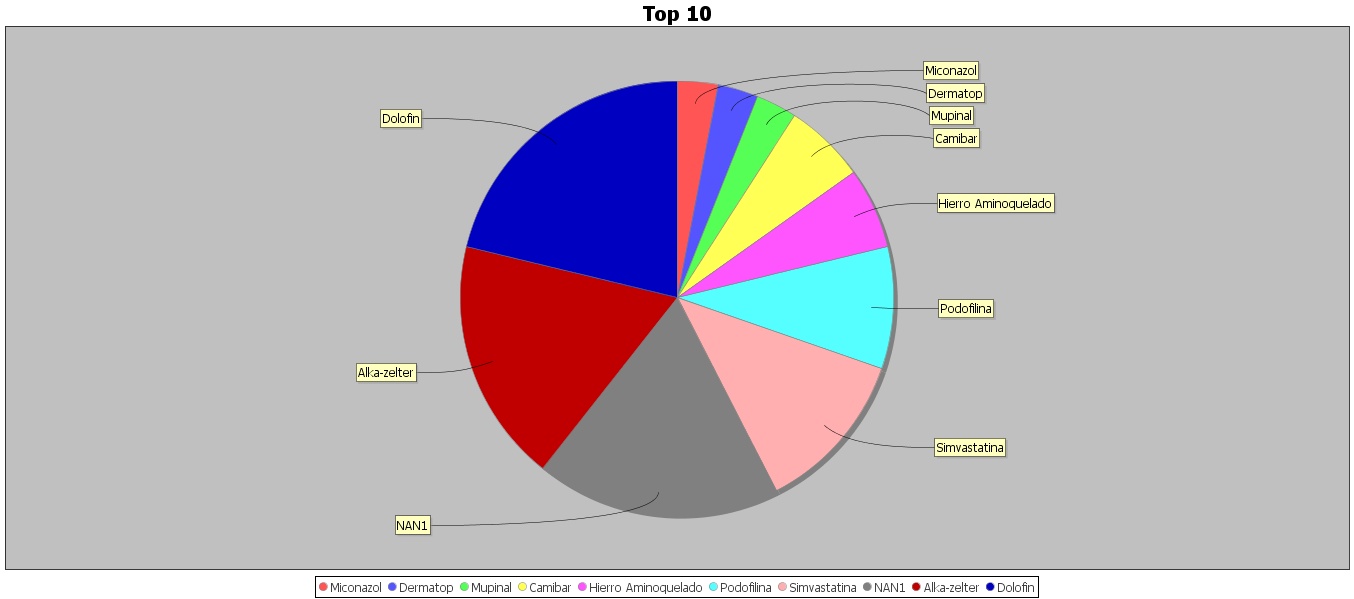 Top 10
Miconazol
Dermatop
Mupinal
Camibar
Hierro Aminoquelado
Podofilina
Simvastatina
NAN1
Alka-zelter
Dolofin
Miconazol Dermatop Mupinal Camibar Hierro Aminoquelado Podofilina Simvastatina NAN1 Alka-zelter Dolofin